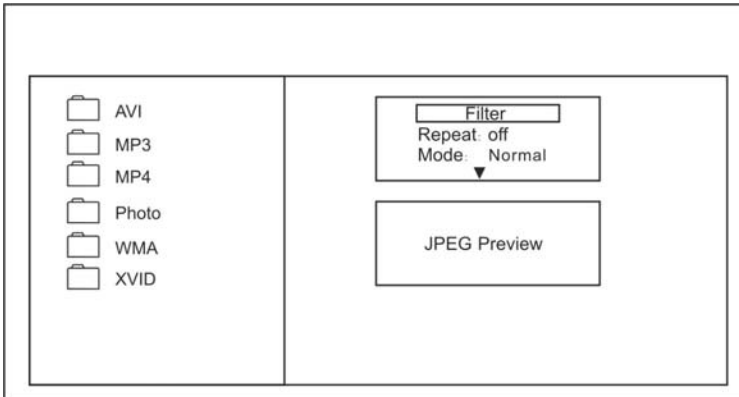 AVI
MP3
MP4
Photo
WMA
XVID
Filter
Repeat: off
Mode: Normal
JPEG Preview